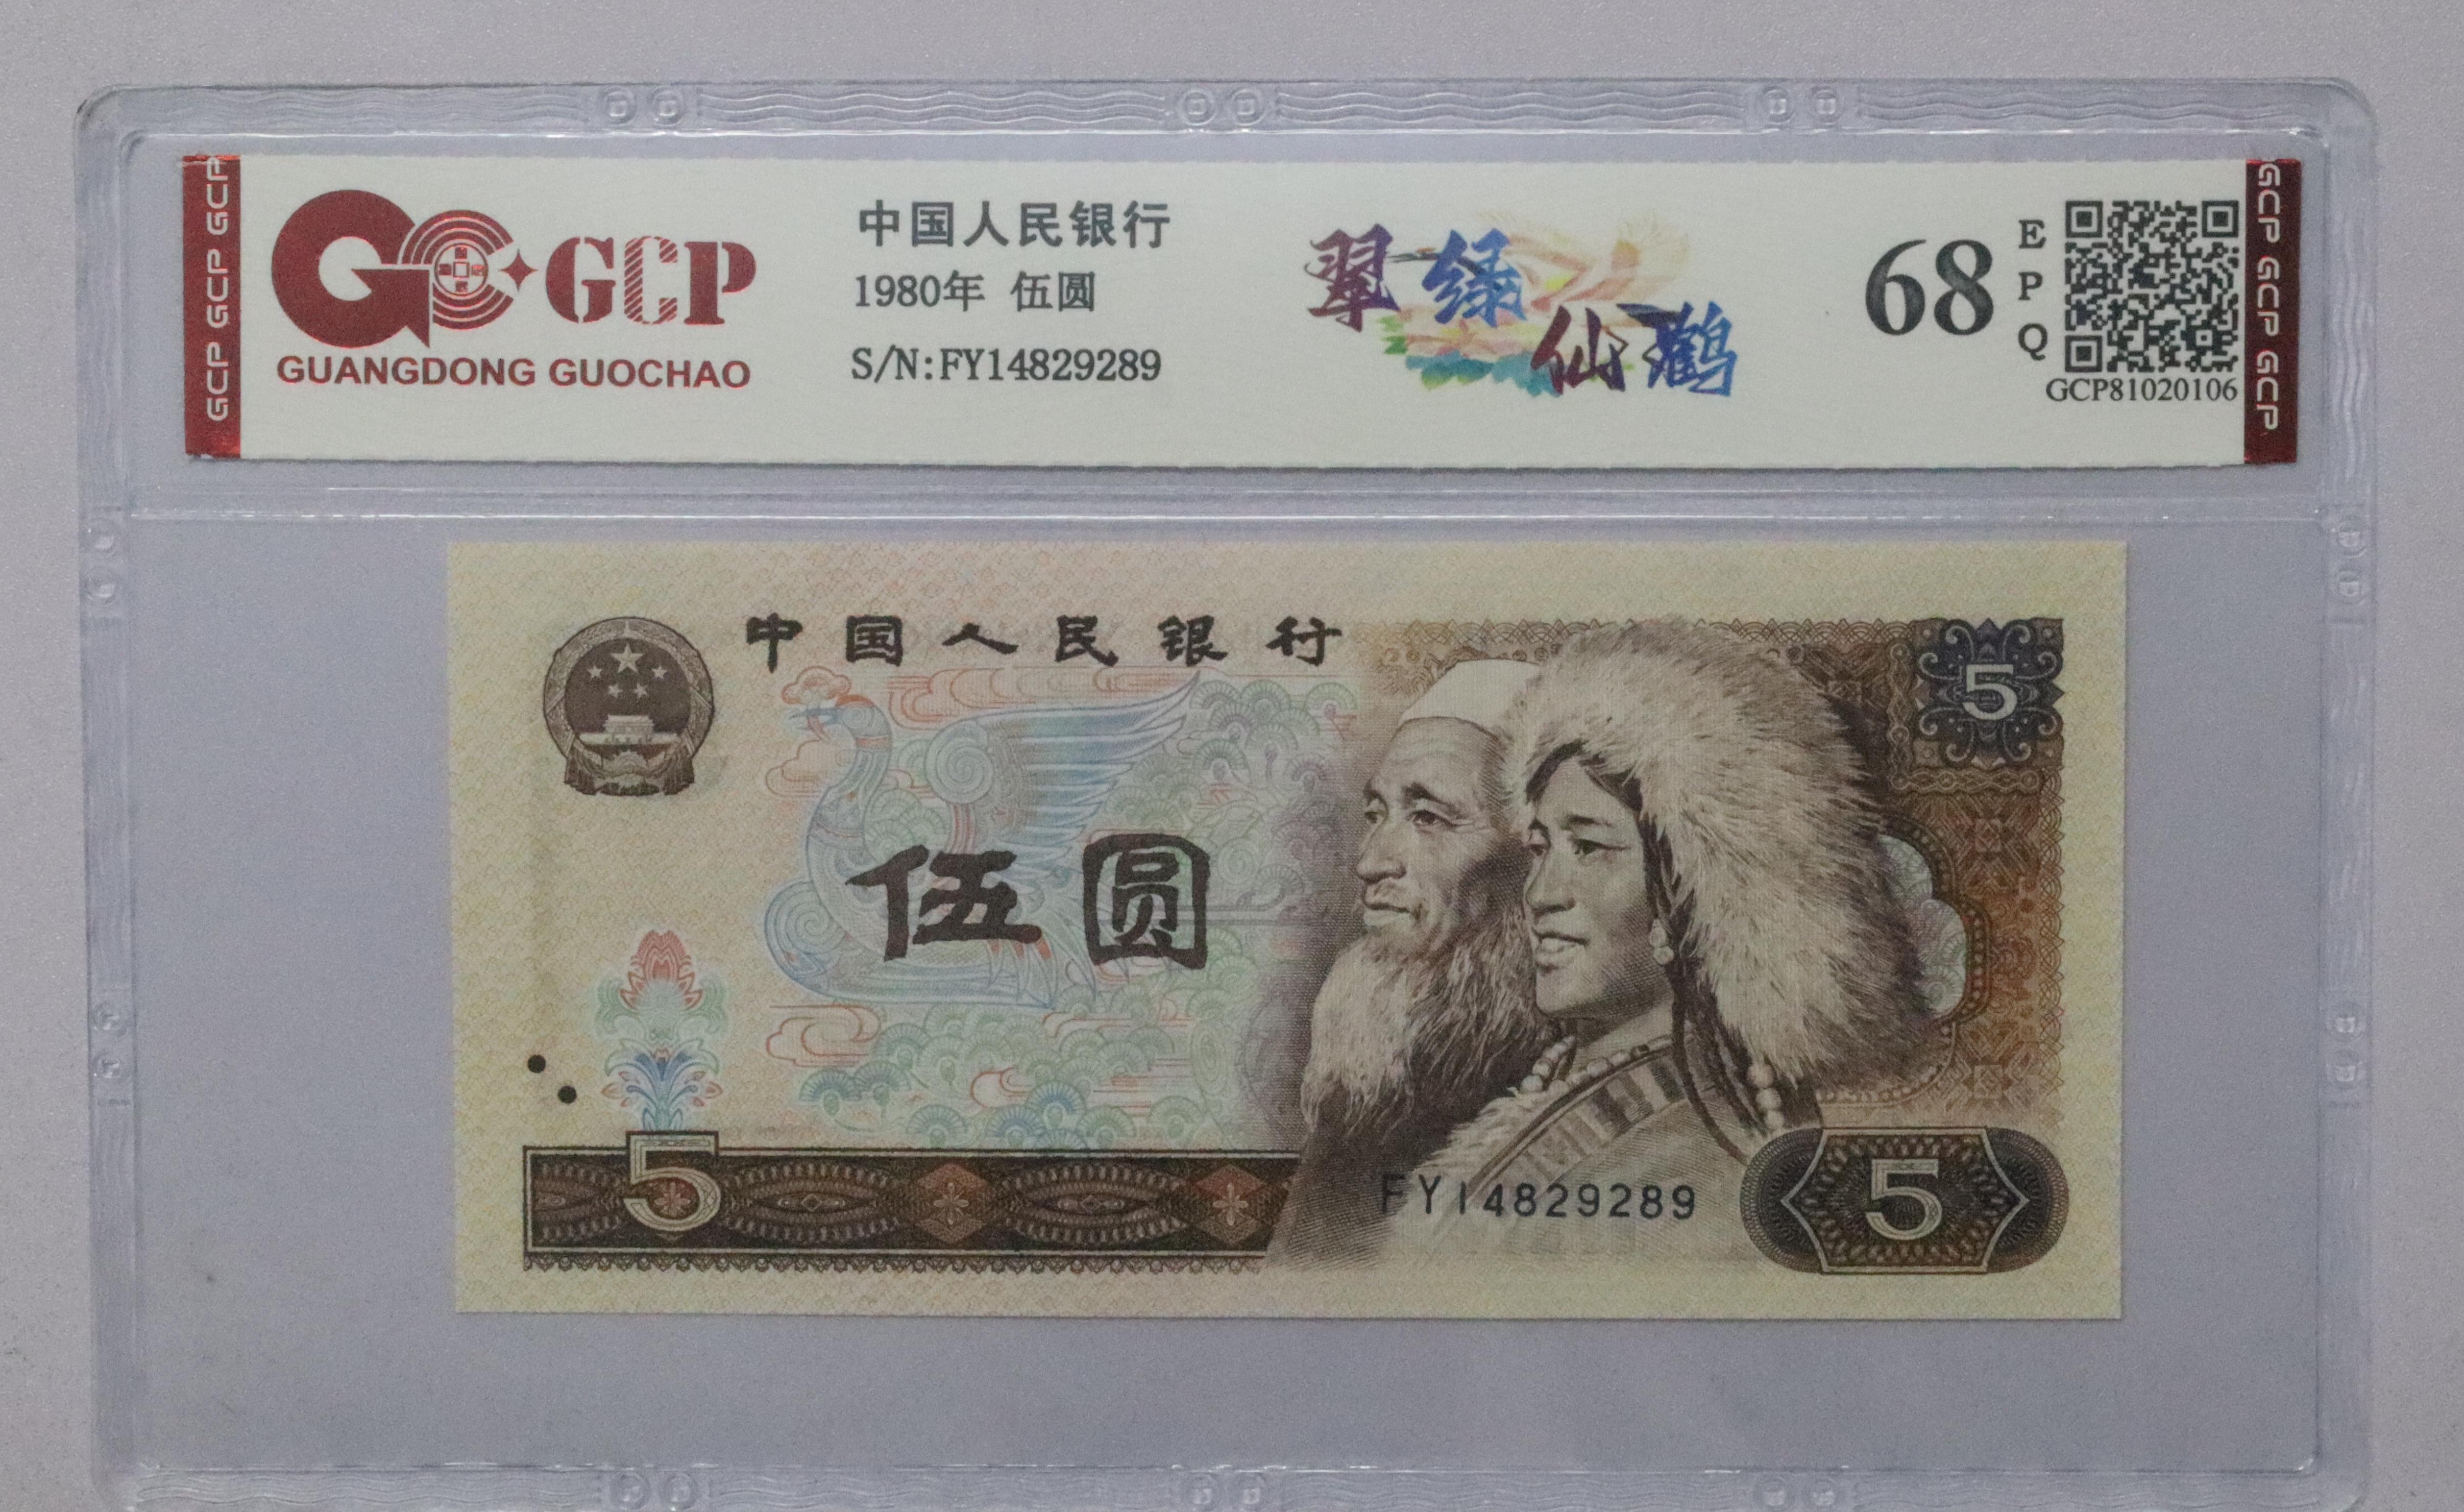 GCP GCP GCP
GCP
GUANGDONG GUOCHAO
中国人民银行
1980年 伍圆
S/N:FY14829289
翠绿
仙鹤
68
E
P
Q
GCP81020106
GCP GCP GCP
中国人民银行
5
伍圆
5
FY14829289
5